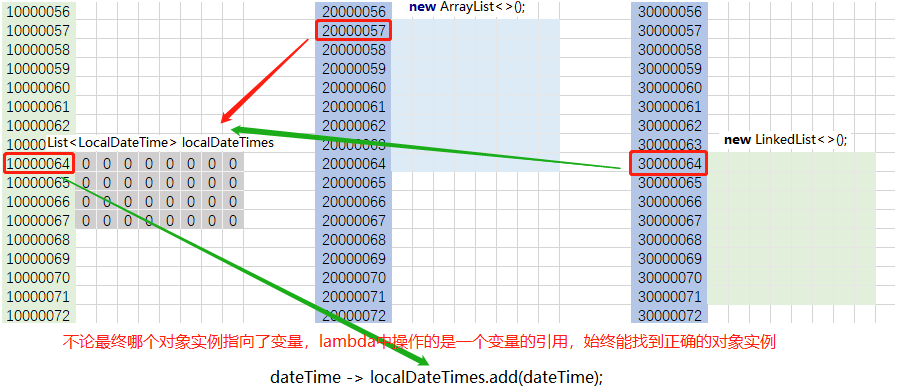 10000056 20000056 new ArrayList<>(); 30000056
10000057 20000057 30000057
10000058 20000058 30000058
10000059 20000059 30000059
10000060 20000060 30000060
10000061 20000061 30000061
10000062 20000062 30000062
List<LocalDateTime> localDateTimes 20000063 30000063 new LinkedList<>();
10000064 0 0 0 0 0 0 0 0 20000064 30000064
10000065 0 0 0 0 0 0 0 0 20000065 30000065
10000066 0 0 0 0 0 0 0 0 20000066 30000066
10000067 0 0 0 0 0 0 0 0 20000067 30000067
10000068 20000068 30000068
10000069 20000069 30000069
10000070 20000070 30000070
10000071 20000071 30000071
10000072 20000072 30000072
不论最终哪个对象实例指向了变量，lambda中操作的是一个变量的引用，始终能找到正确的对象实例
dateTime -> localDateTimes.add(dateTime);